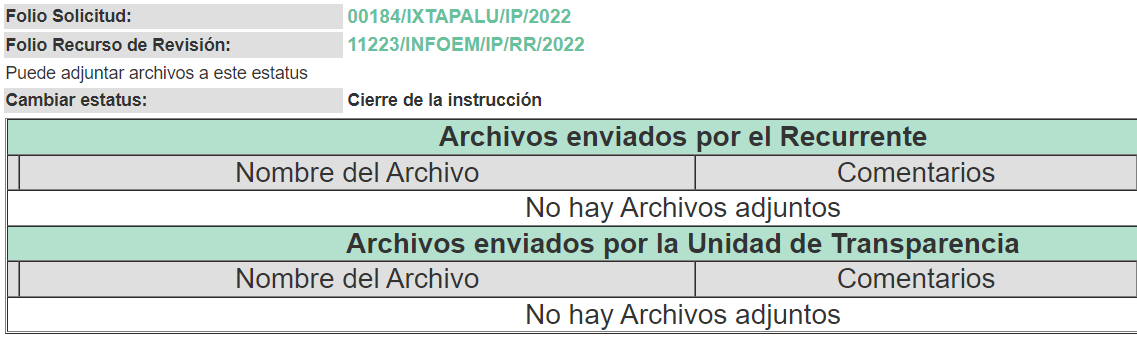 Folio Solicitud: 00184/IXTAPALU/IP/2022
Folio Recurso de Revisión: 11223/INFOEM/IP/RR/2022
Puede adjuntar archivos a este estatus
Cambiar estatus: Cierre de la instrucción
Archivos enviados por el Recurrente
Nombre del Archivo Comentarios
No hay Archivos adjuntos
Archivos enviados por la Unidad de Transparencia
Nombre del Archivo Comentarios
No hay Archivos adjuntos